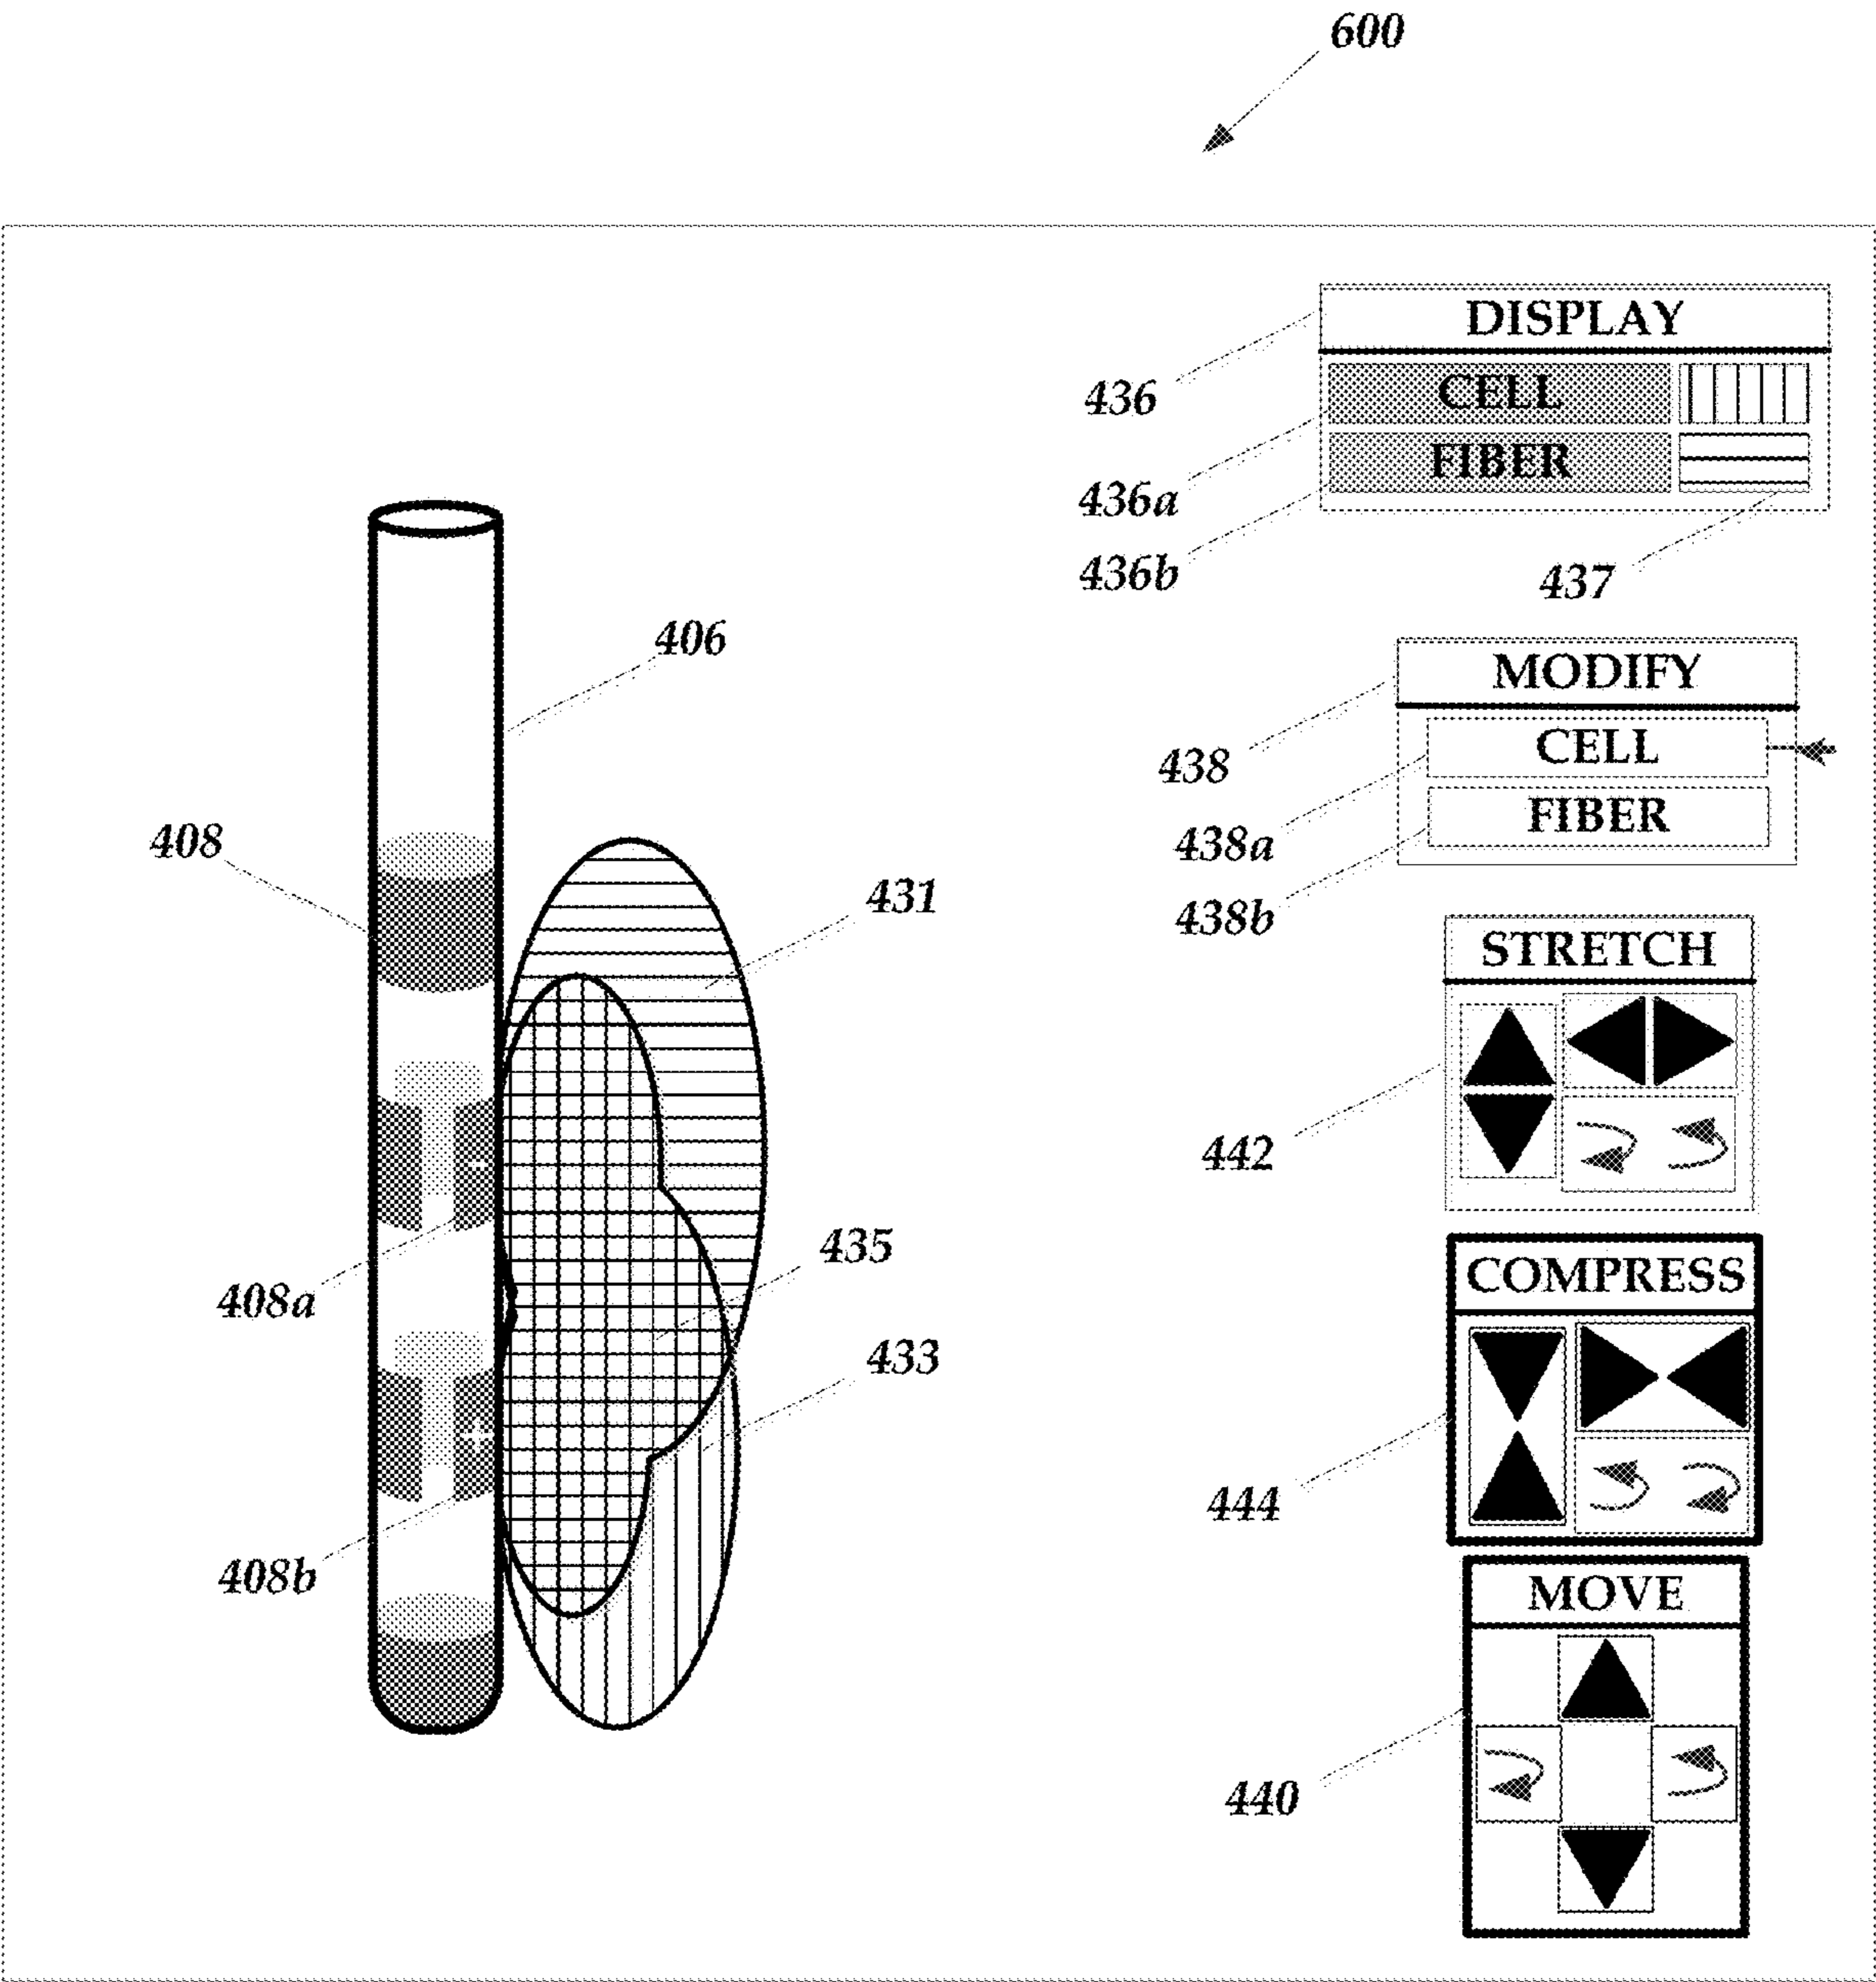 600
DISPLAY
436
CELL
436a
FIBER
436b
437
406
MODIFY
438
CELL
438a
FIBER
438b
408
431
STRETCH
442
-
408a
435
COMPRESS
433
+
444
408b
MOVE
440